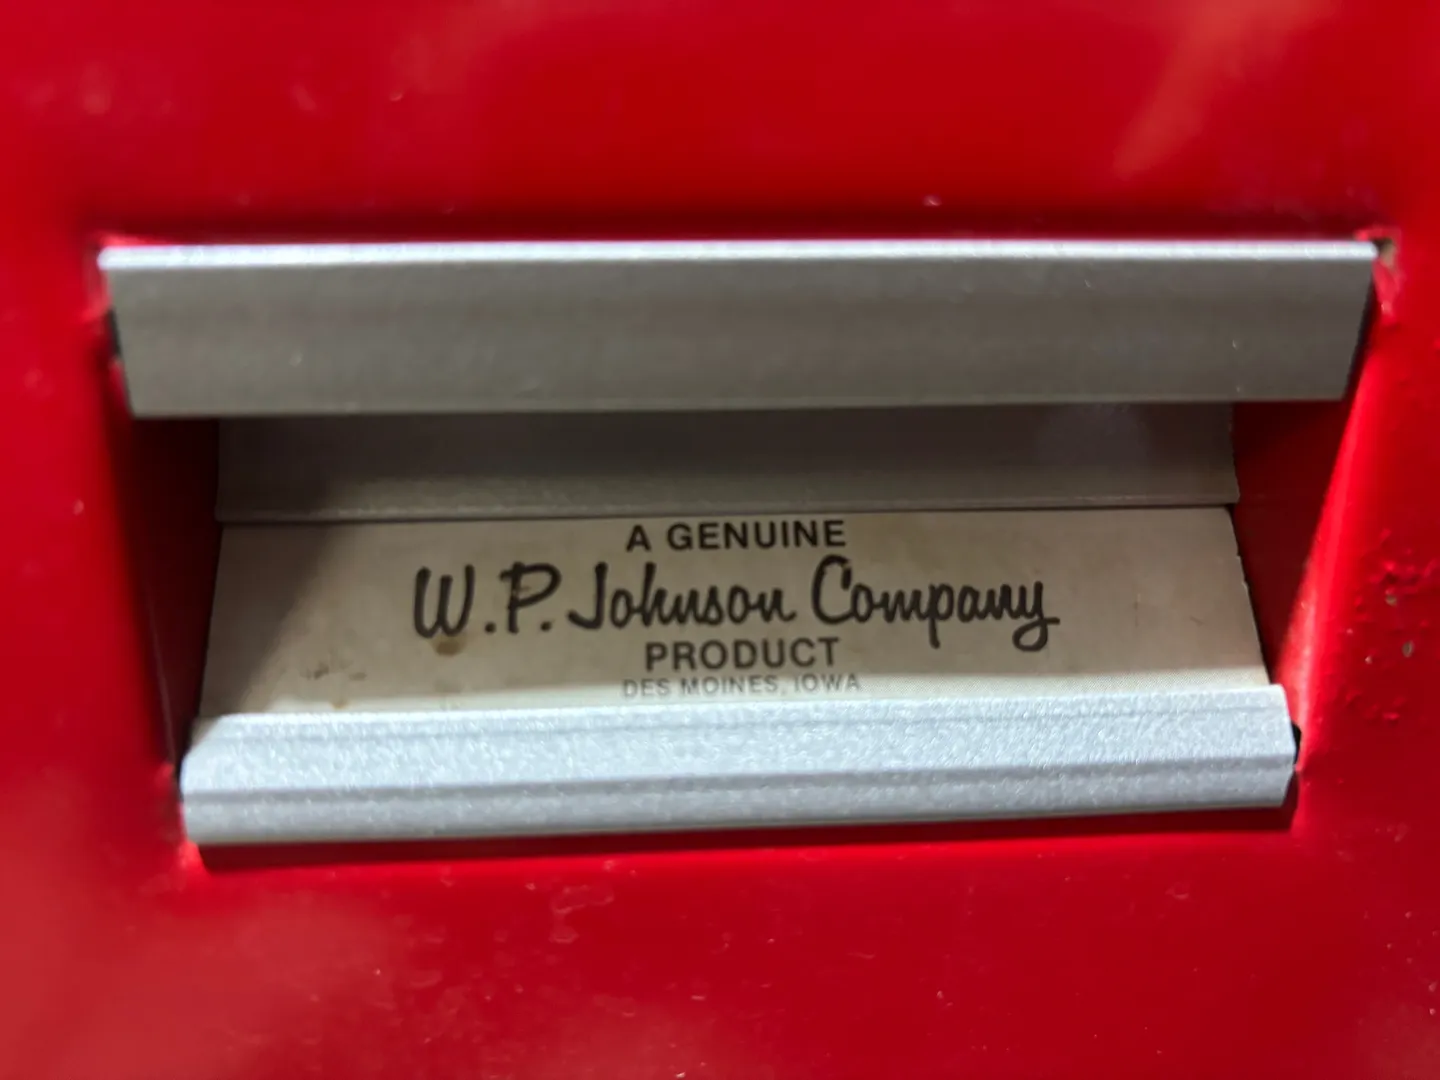 A GENUINE
W.P. Johnson Company
PRODUCT
DES MOINES, IOWA